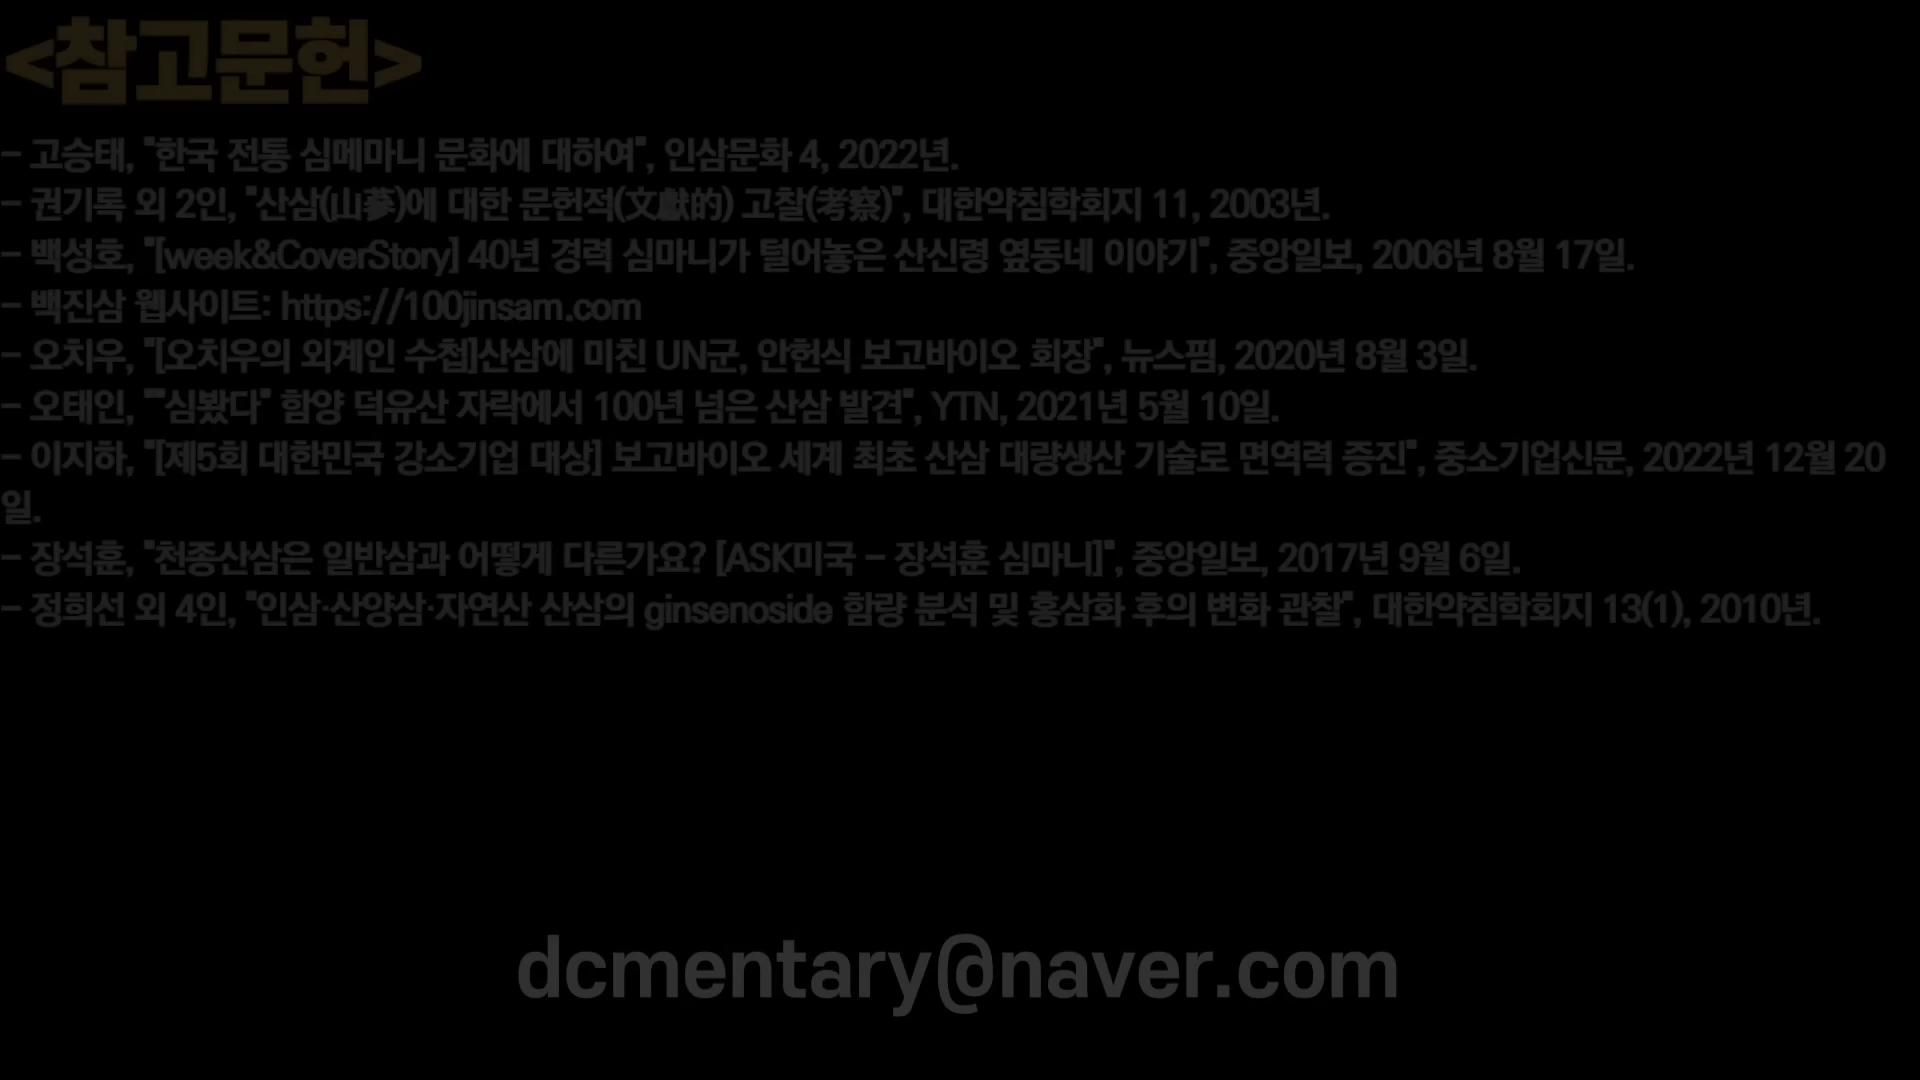 <참고문헌>
- 고승태, "한국 전통 심메마니 문화에 대하여", 인삼문화 4, 2022년.
- 권기록 외 2인, "산삼(山蔘)에 대한 문헌적(文獻的) 고찰(考察)", 대한약침학회지 11, 2003년.
- 백성호, "[week&CoverStory] 40년 경력 심마니가 털어놓은 산신령 옆동네 이야기", 중앙일보, 2006년 8월 17일.
- 백진삼 웹사이트: https://100jinsam.com
- 오치우, "[오치우의 외계인 수첩]산삼에 미친 UN군, 안헌식 보고바이오 회장", 뉴스핌, 2020년 8월 3일.
- 오태인, ""심봤다" 함양 덕유산 자락에서 100년 넘은 산삼 발견", YTN, 2021년 5월 10일.
- 이지하, "[제5회 대한민국 강소기업 대상] 보고바이오 세계 최초 산삼 대량생산 기술로 면역력 증진", 중소기업신문, 2022년 12월 20
일.
- 장석훈, "천종산삼은 일반삼과 어떻게 다른가요? [ASK미국 - 장석훈 심마니]", 중앙일보, 2017년 9월 6일.
- 정희선 외 4인, "인삼·산양삼·자연산 산삼의 ginsenoside 함량 분석 및 홍삼화 후의 변화 관찰", 대한약침학회지 13(1), 2010년.
dcmentary@naver.com